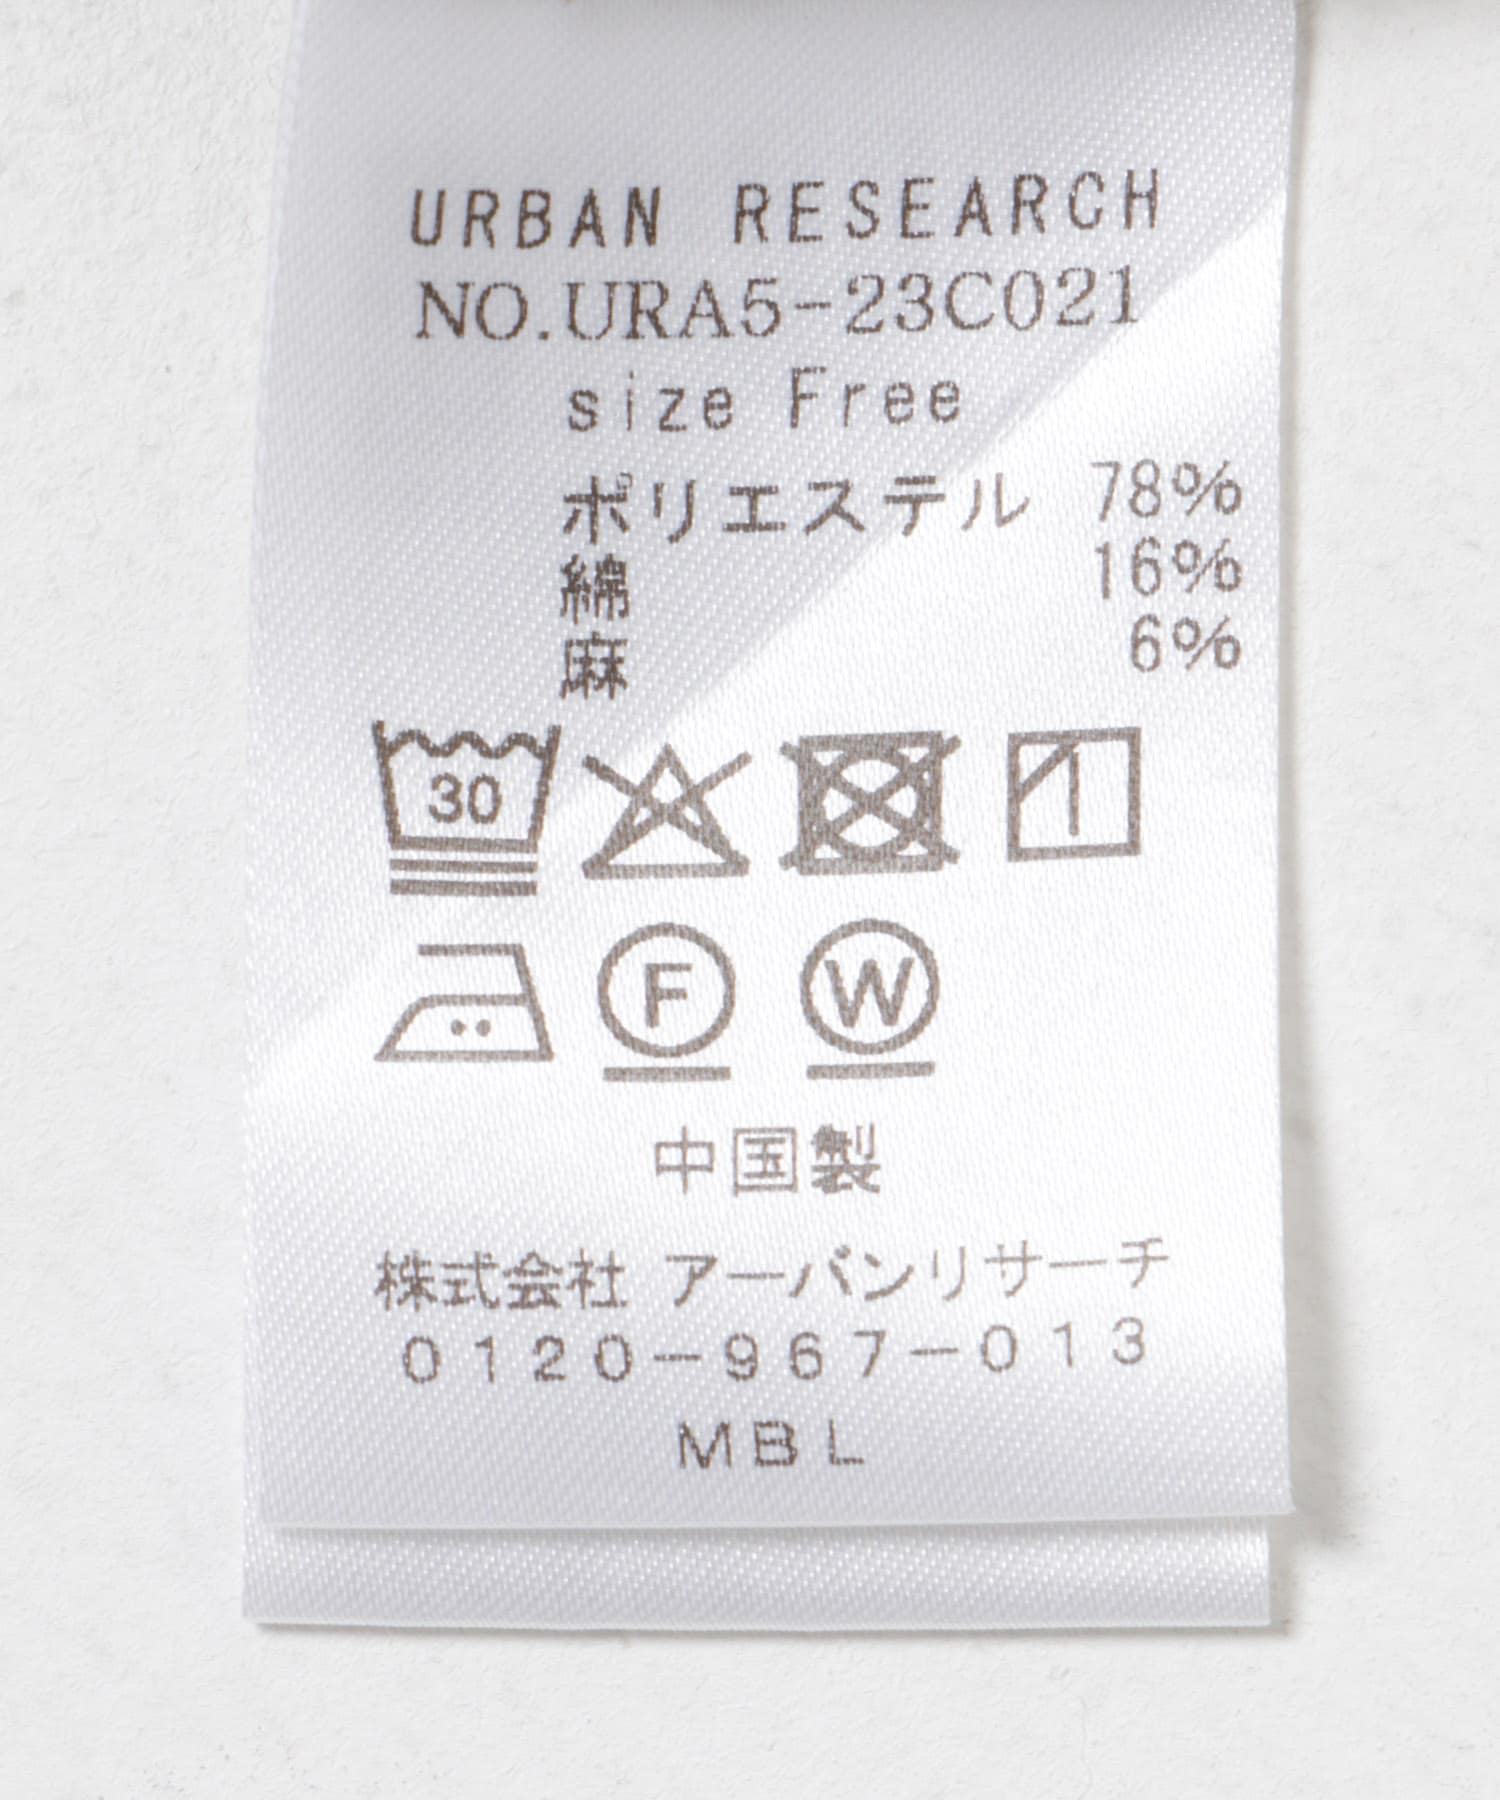 URBAN RESEARCH
NO.URA5-23C021
size Free
ポリエステル 78%
綿 16%
麻 6%
30
F W
中国製
株式会社 アーバンリサーチ
0120-967-013
MBL